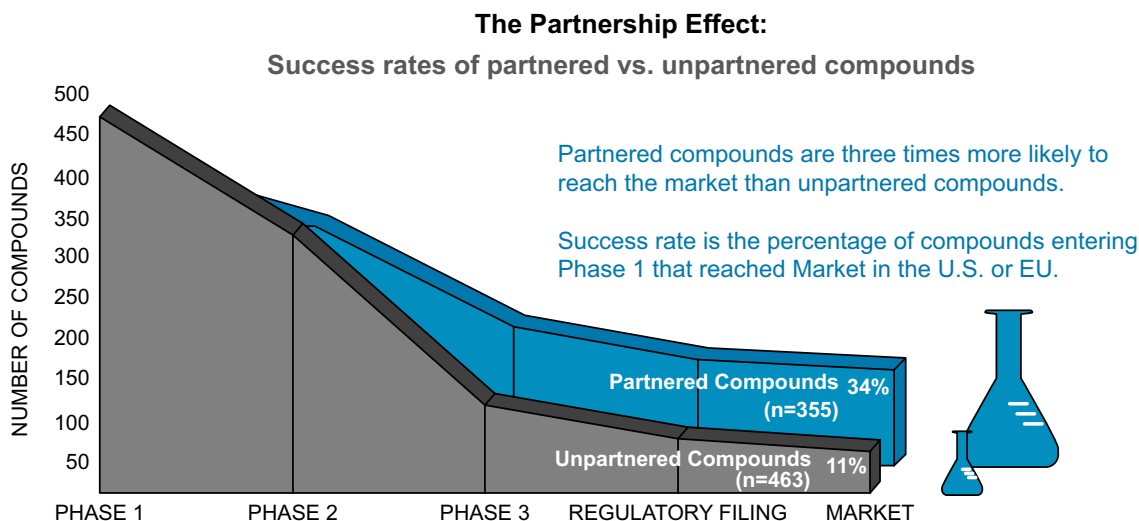 The Partnership Effect:
Success rates of partnered vs. unpartnered compounds
NUMBER OF COMPOUNDS
500
450
400
350
300
250
200
150
100
50
Partnered compounds are three times more likely to
reach the market than unpartnered compounds.
Success rate is the percentage of compounds entering
Phase 1 that reached Market in the U.S. or EU.
Partnered Compounds 34%
(n=355)
Unpartnered Compounds 11%
(n=463)
PHASE 1 PHASE 2 PHASE 3 REGULATORY FILING MARKET